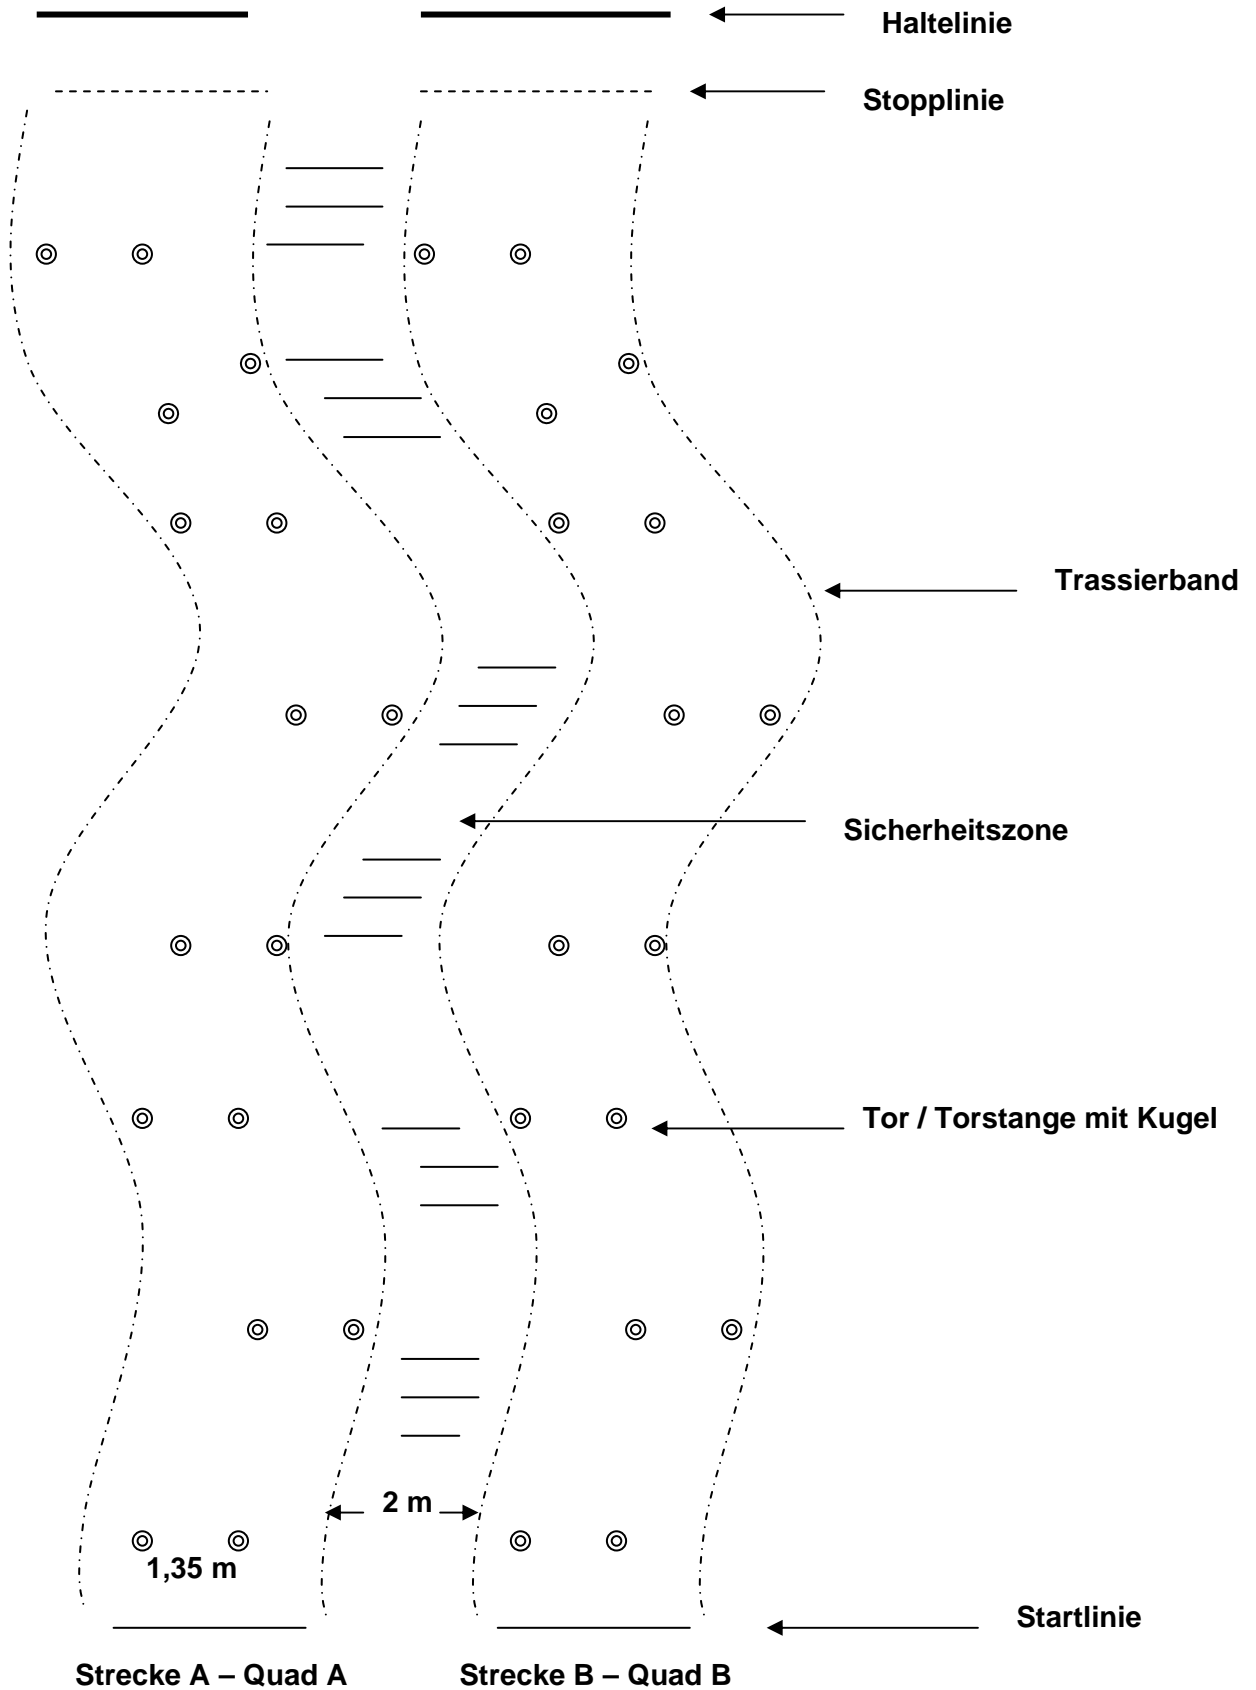 Haltelinie
Stopplinie
Trassierband
Sicherheitszone
Tor / Torstange mit Kugel
2 m
1,35 m
Startlinie
Strecke A – Quad A
Strecke B – Quad B